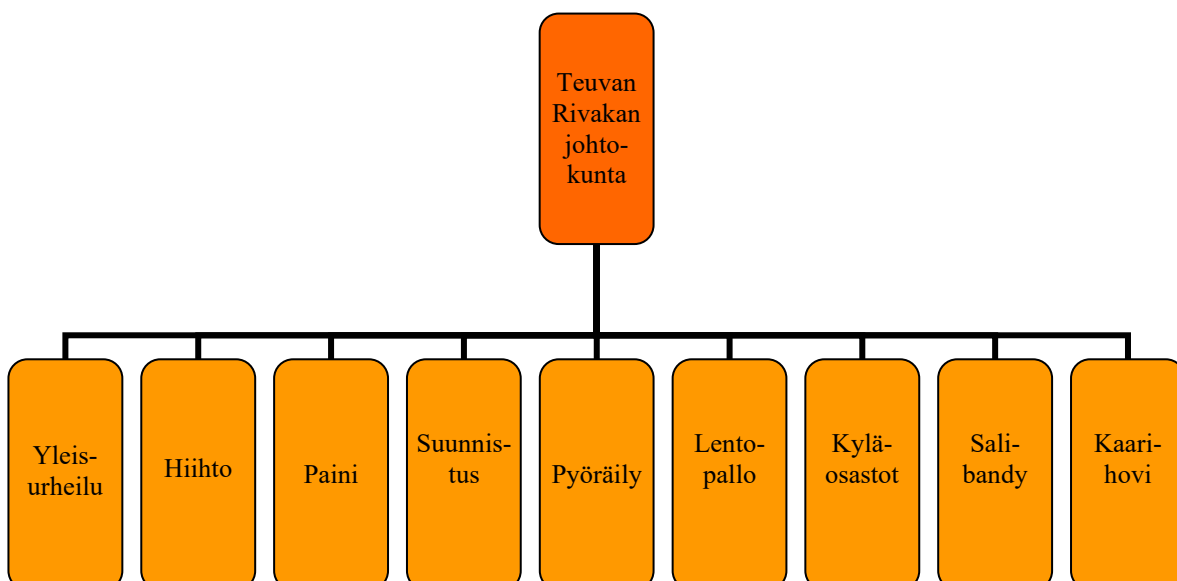 Teuvan
Rivakan
johto-
kunta
Yleis-
urheilu
Hiihto
Paini
Suunnis-
tus
Pyöräily
Lento-
pallo
Kylä-
osastot
Sali-
bandy
Kaari-
hovi